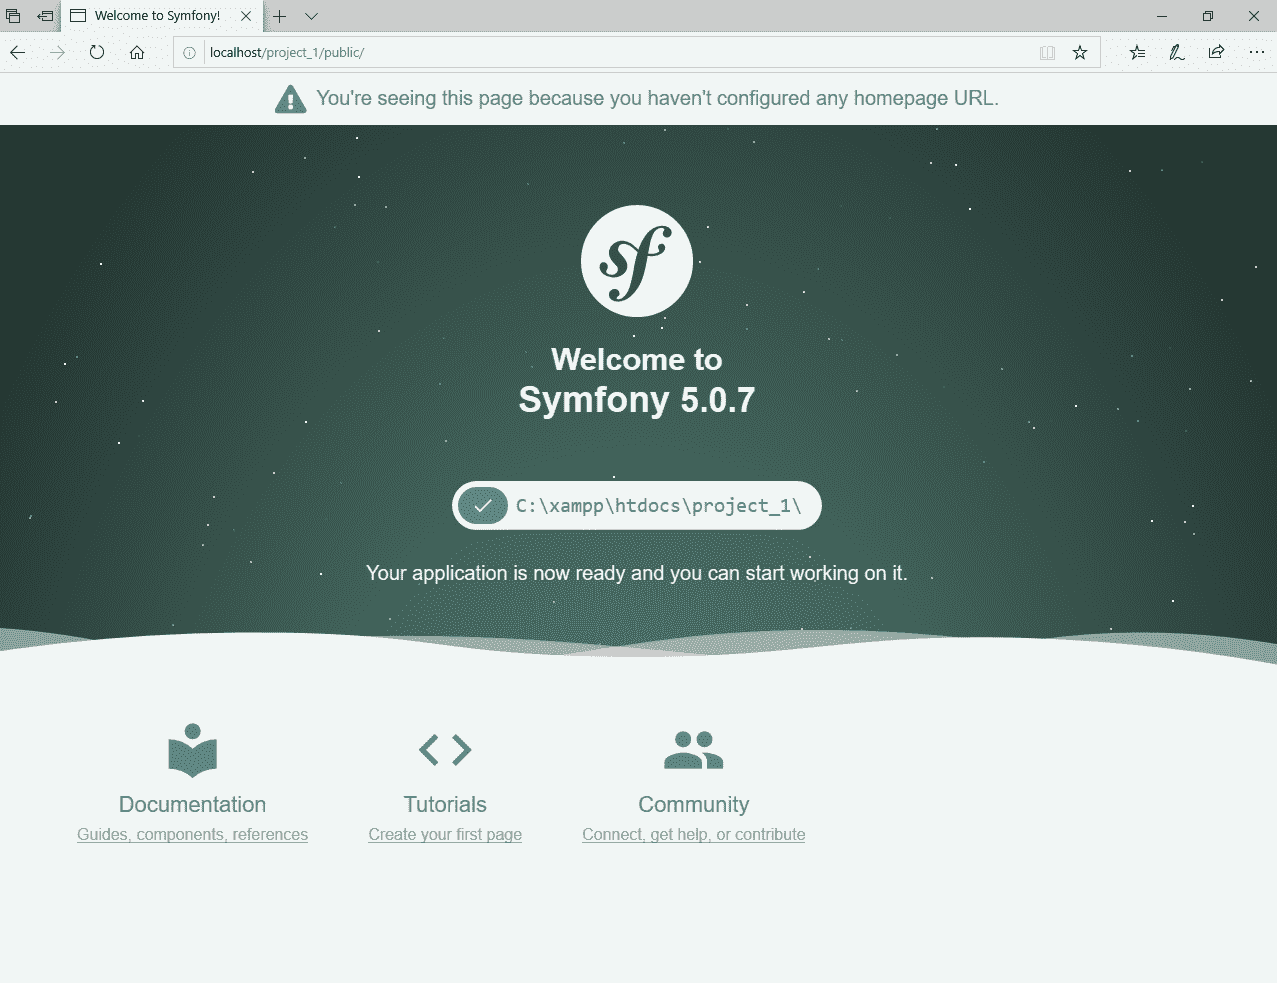 Welcome to Symfony!
localhost/project_1/public/
You're seeing this page because you haven't configured any homepage URL.
sf
Welcome to
Symfony 5.0.7
C:\xampp\htdocs\project_1\
Your application is now ready and you can start working on it.
Documentation
Guides, components, references
Tutorials
Create your first page
Community
Connect, get help, or contribute